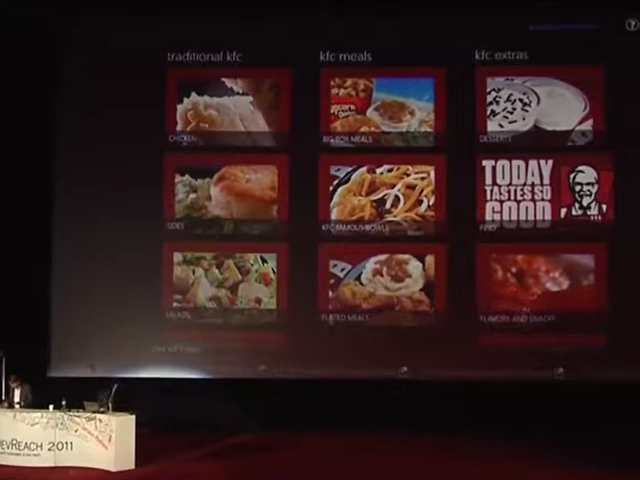 traditional kfc
kfc meals
kfc extras
CHICKEN
BIG BOX MEALS
DESSERTS
SIDES
KFC FAMOUS BOWLS
TODAY
TASTES SO
GOOD
FIND
SALADS
PLATED MEALS
FLAVORS AND SNACKS
DEVREACH 2011